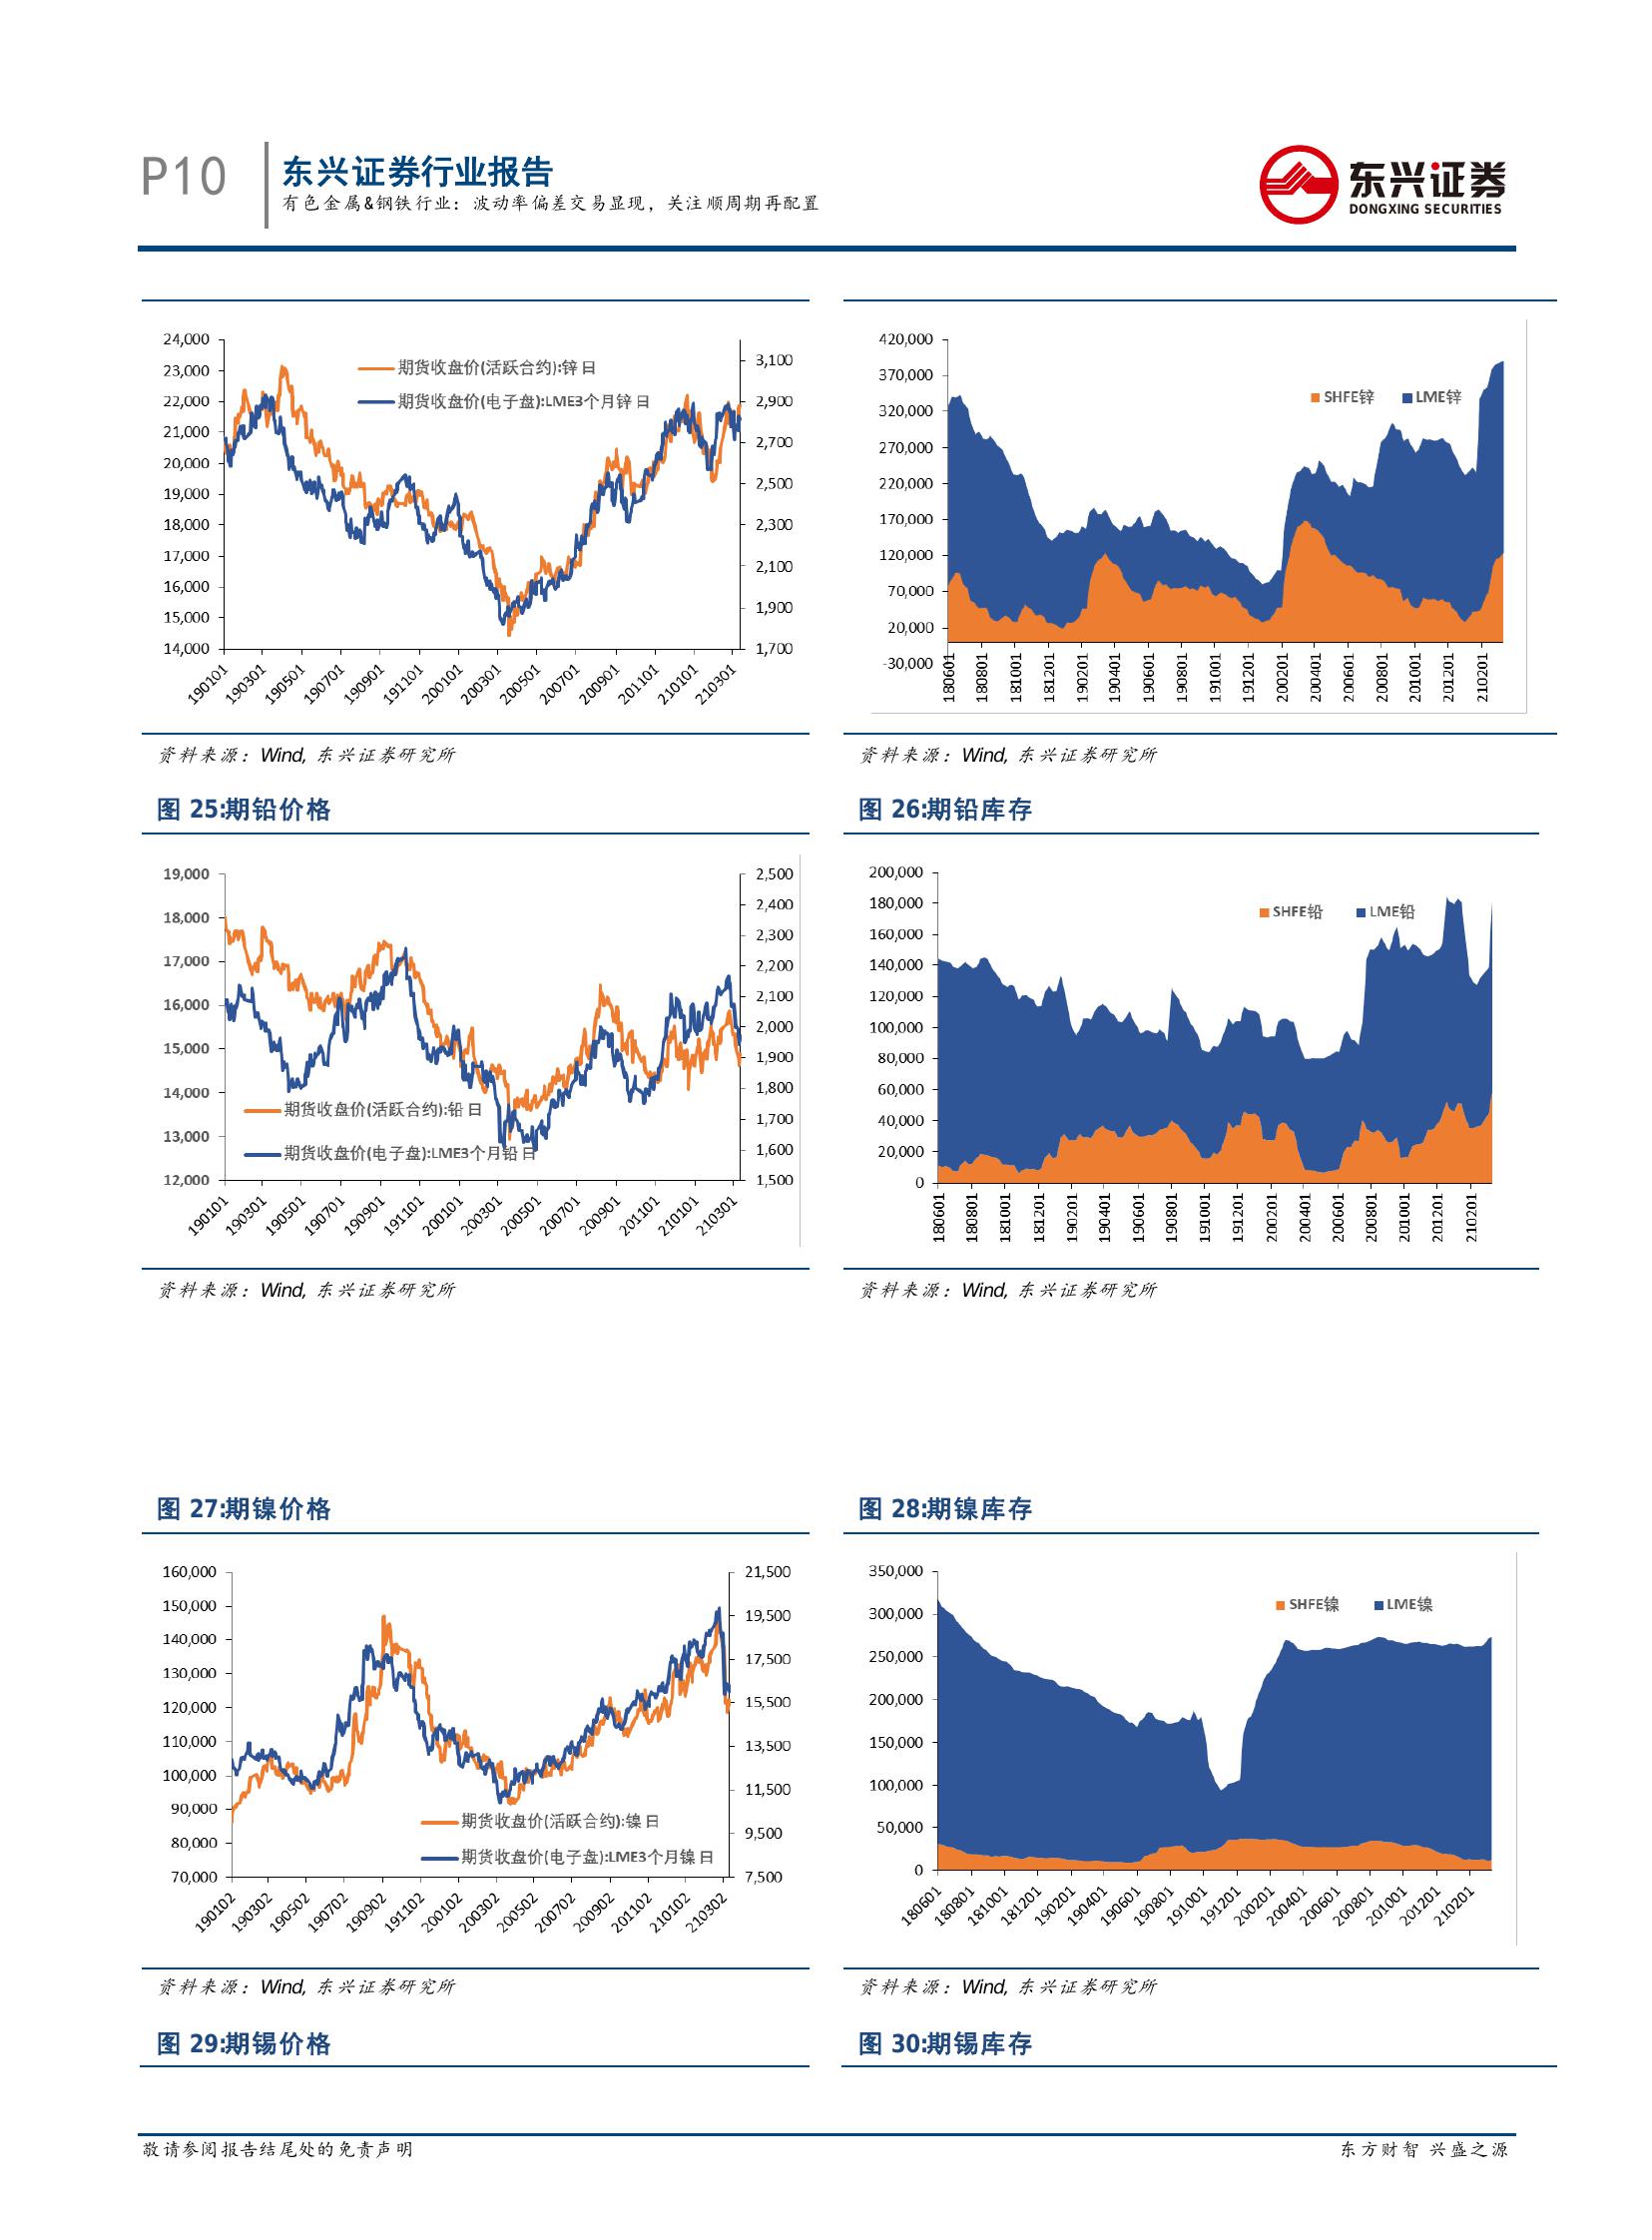 P10
东兴证券行业报告
有色金属&钢铁行业：波动率偏差交易显现，关注顺周期再配置
东兴证券
DONGXING SECURITIES
24,000
23,000
22,000
21,000
20,000
19,000
18,000
17,000
16,000
15,000
14,000
期货收盘价(活跃合约):锌 日
期货收盘价(电子盘):LME3个月锌 日
3,100
2,900
2,700
2,500
2,300
2,100
1,900
1,700
190101 190301 190501 190701 190901 191101 200101 200301 200501 200701 200901 201101 210101 210301
420,000
370,000
320,000
270,000
220,000
170,000
120,000
70,000
20,000
-30,000
SHFE锌 LME锌
180601 180801 181001 181201 190201 190401 190601 190801 191001 191201 200201 200401 200601 200801 201001 201201 210201
资料来源：Wind, 东兴证券研究所
资料来源：Wind, 东兴证券研究所
图 25:期铅价格
图 26:期铅库存
19,000
18,000
17,000
16,000
15,000
14,000
13,000
12,000
期货收盘价(活跃合约):铅 日
期货收盘价(电子盘):LME3个月铅 日
2,500
2,400
2,300
2,200
2,100
2,000
1,900
1,800
1,700
1,600
1,500
190101 190301 190501 190701 190901 191101 200101 200301 200501 200701 200901 201101 210101 210301
200,000
180,000
160,000
140,000
120,000
100,000
80,000
60,000
40,000
20,000
0
SHFE铅 LME铅
180601 180801 181001 181201 190201 190401 190601 190801 191001 191201 200201 200401 200601 200801 201001 201201 210201
资料来源：Wind, 东兴证券研究所
资料来源：Wind, 东兴证券研究所
图 27:期镍价格
图 28:期镍库存
160,000
150,000
140,000
130,000
120,000
110,000
100,000
90,000
80,000
70,000
期货收盘价(活跃合约):镍 日
期货收盘价(电子盘):LME3个月镍 日
21,500
19,500
17,500
15,500
13,500
11,500
9,500
7,500
190102 190302 190502 190702 190902 191102 200102 200302 200502 200702 200902 201102 210102 210302
350,000
300,000
250,000
200,000
150,000
100,000
50,000
0
SHFE镍 LME镍
180601 180801 181001 181201 190201 190401 190601 190801 191001 191201 200201 200401 200601 200801 201001 201201 210201
资料来源：Wind, 东兴证券研究所
资料来源：Wind, 东兴证券研究所
图 29:期锡价格
图 30:期锡库存
敬请参阅报告结尾处的免责声明
东方财智 兴盛之源